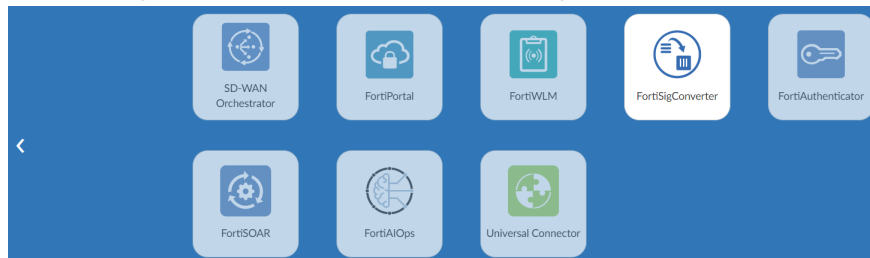 SD-WAN
Orchestrator
FortiPortal
FortiWLM
FortiSigConverter
FortiAuthenticator
FortiSOAR
FortiAIOps
Universal Connector